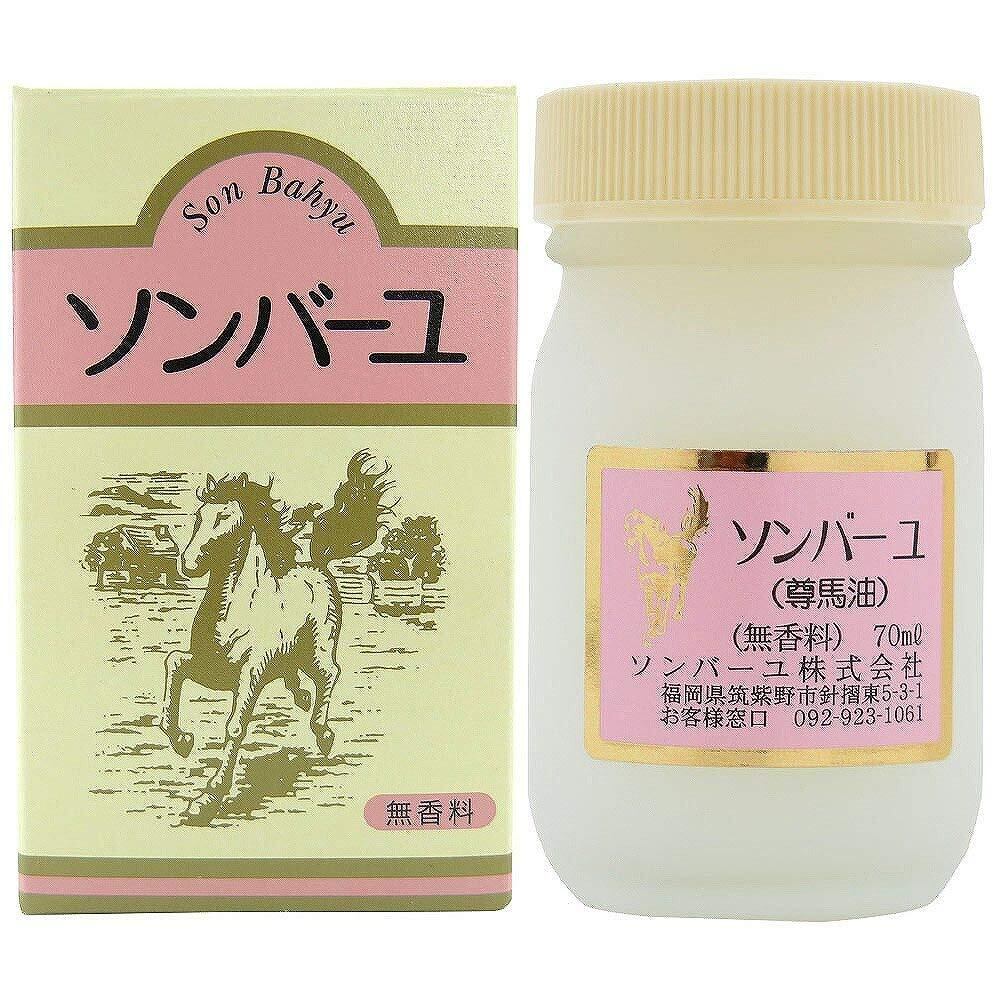 Son Bahyu
ソンバーユ
無香料
ソンバーユ
(尊馬油)
(無香料) 70mℓ
ソンバーユ株式会社
福岡県筑紫野市針摺東5-3-1
お客様窓口 092-923-1061